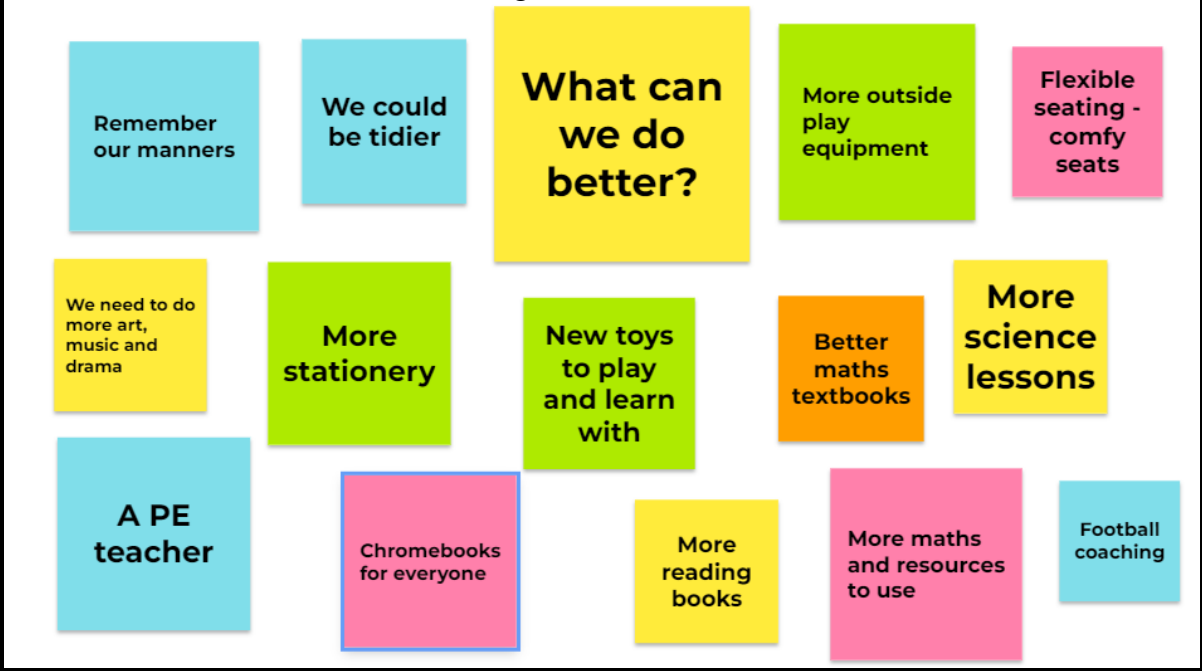 Remember
our manners
We could
be tidier
What can
we do
better?
More outside
play
equipment
Flexible
seating -
comfy
seats
We need to do
more art,
music and
drama
More
stationery
New toys
to play
and learn
with
Better
maths
textbooks
More
science
lessons
A PE
teacher
Chromebooks
for everyone
More
reading
books
More maths
and resources
to use
Football
coaching